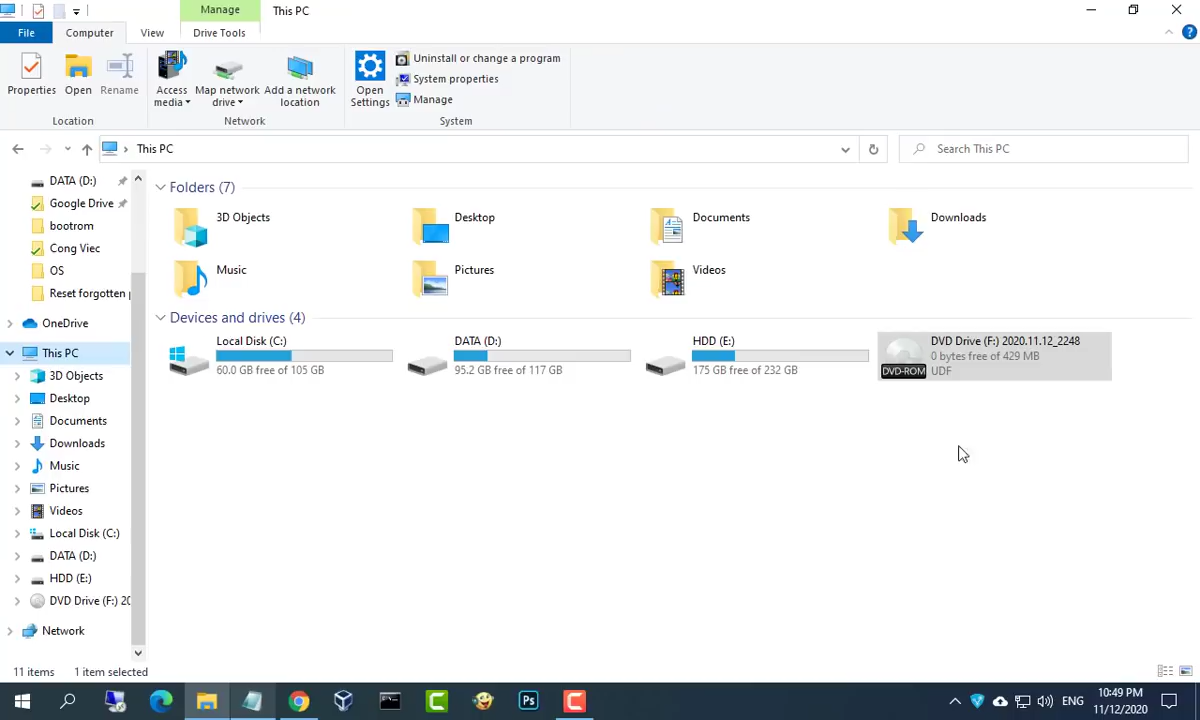 Manage
This PC
File
Computer
View
Drive Tools
Properties
Open
Rename
Access media
Map network drive
Add a network location
Open Settings
Uninstall or change a program
System properties
Manage
Location
Network
System
This PC
Search This PC
DATA (D:)
Google Drive
bootrom
Cong Viec
OS
Reset forgotten
OneDrive
This PC
3D Objects
Desktop
Documents
Downloads
Music
Pictures
Videos
Local Disk (C:)
DATA (D:)
HDD (E:)
DVD Drive (F:) 20
Network
Folders (7)
3D Objects
Desktop
Documents
Downloads
Music
Pictures
Videos
Devices and drives (4)
Local Disk (C:)
60.0 GB free of 105 GB
DATA (D:)
95.2 GB free of 117 GB
HDD (E:)
175 GB free of 232 GB
DVD-ROM
DVD Drive (F:) 2020.11.12_2248
0 bytes free of 429 MB
UDF
11 items
1 item selected
Ps
ENG
10:49 PM
11/12/2020